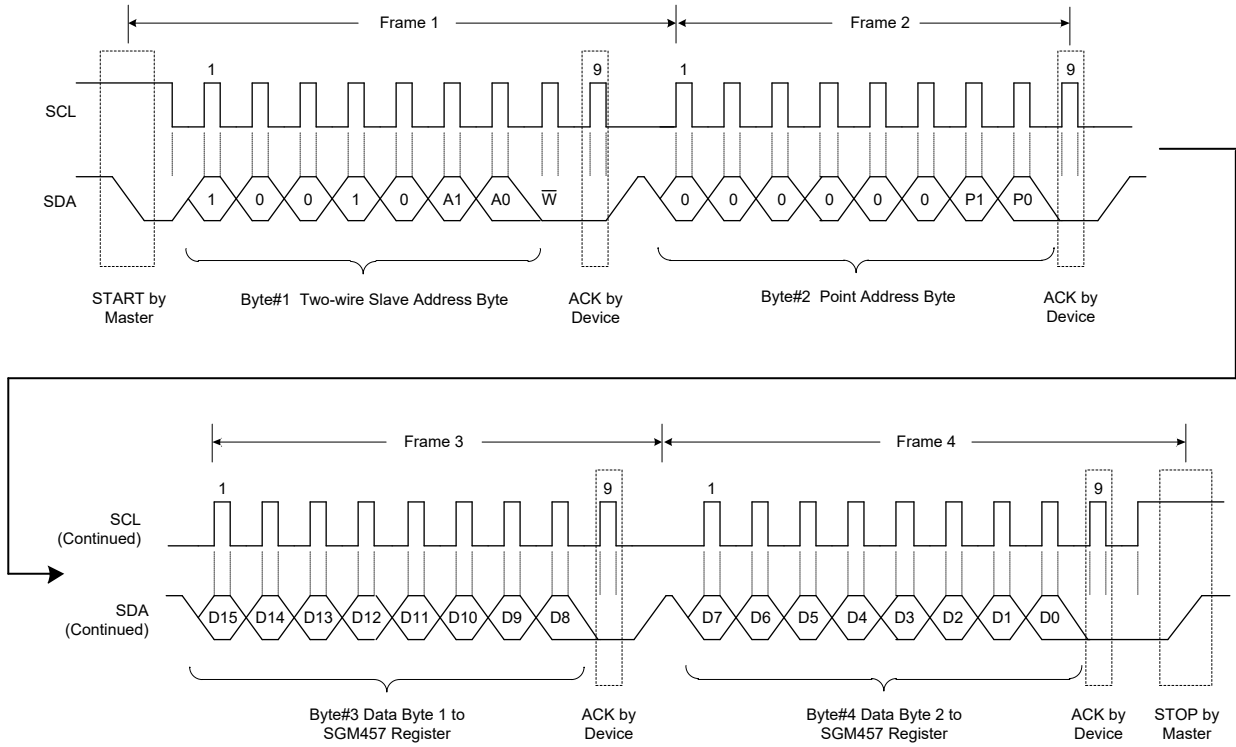 Frame 1
Frame 2
1
9
1
9
SCL
SDA
1
0
0
1
0
A1
A0
W̅
0
0
0
0
0
0
P1
P0
START by
Master
Byte#1 Two-wire Slave Address Byte
ACK by
Device
Byte#2 Point Address Byte
ACK by
Device
Frame 3
Frame 4
1
9
1
9
SCL
(Continued)
SDA
(Continued)
D15
D14
D13
D12
D11
D10
D9
D8
D7
D6
D5
D4
D3
D2
D1
D0
Byte#3 Data Byte 1 to
SGM457 Register
ACK by
Device
Byte#4 Data Byte 2 to
SGM457 Register
ACK by
Device
STOP by
Master